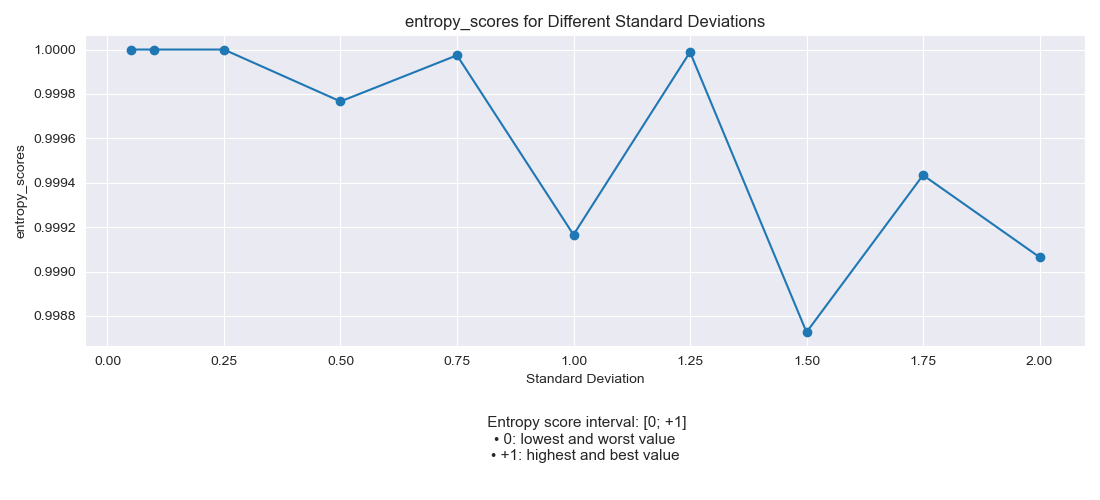 entropy_scores for Different Standard Deviations
1.0000
0.9998
0.9996
0.9994
0.9992
0.9990
0.9988
entropy_scores
0.00 0.25 0.50 0.75 1.00 1.25 1.50 1.75 2.00
Standard Deviation
Entropy score interval: [0; +1]
• 0: lowest and worst value
• +1: highest and best value